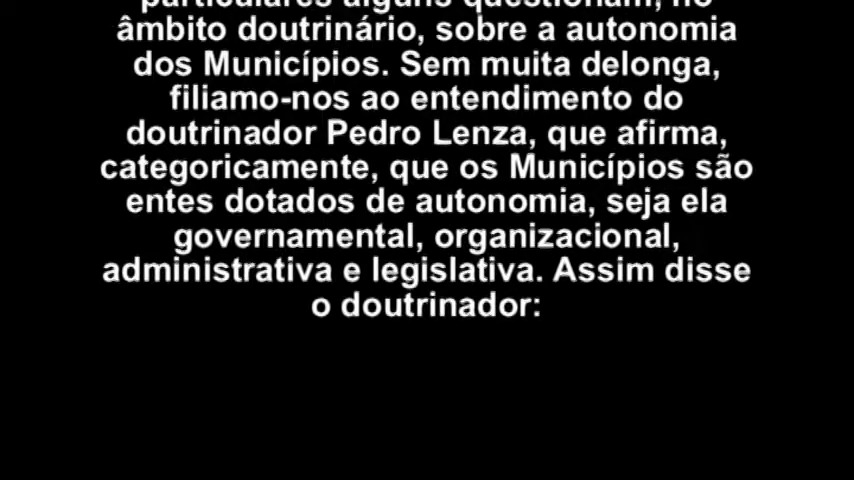 particulares alguns questionam, no
âmbito doutrinário, sobre a autonomia
dos Municípios. Sem muita delonga,
filiamo-nos ao entendimento do
doutrinador Pedro Lenza, que afirma,
categoricamente, que os Municípios são
entes dotados de autonomia, seja ela
governamental, organizacional,
administrativa e legislativa. Assim disse
o doutrinador: